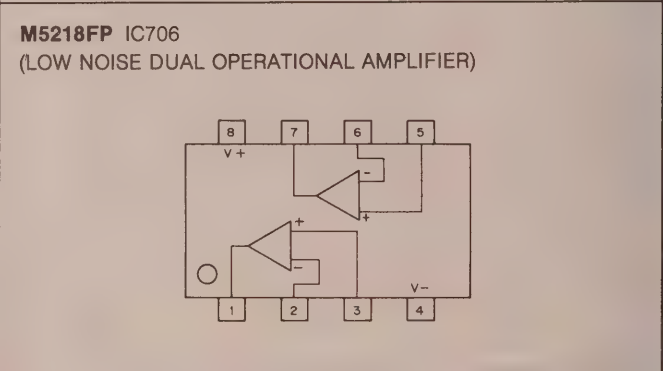 M5218FP IC706
(LOW NOISE DUAL OPERATIONAL AMPLIFIER)
8 7 6 5
V+
-
+
+
-
V-
1 2 3 4